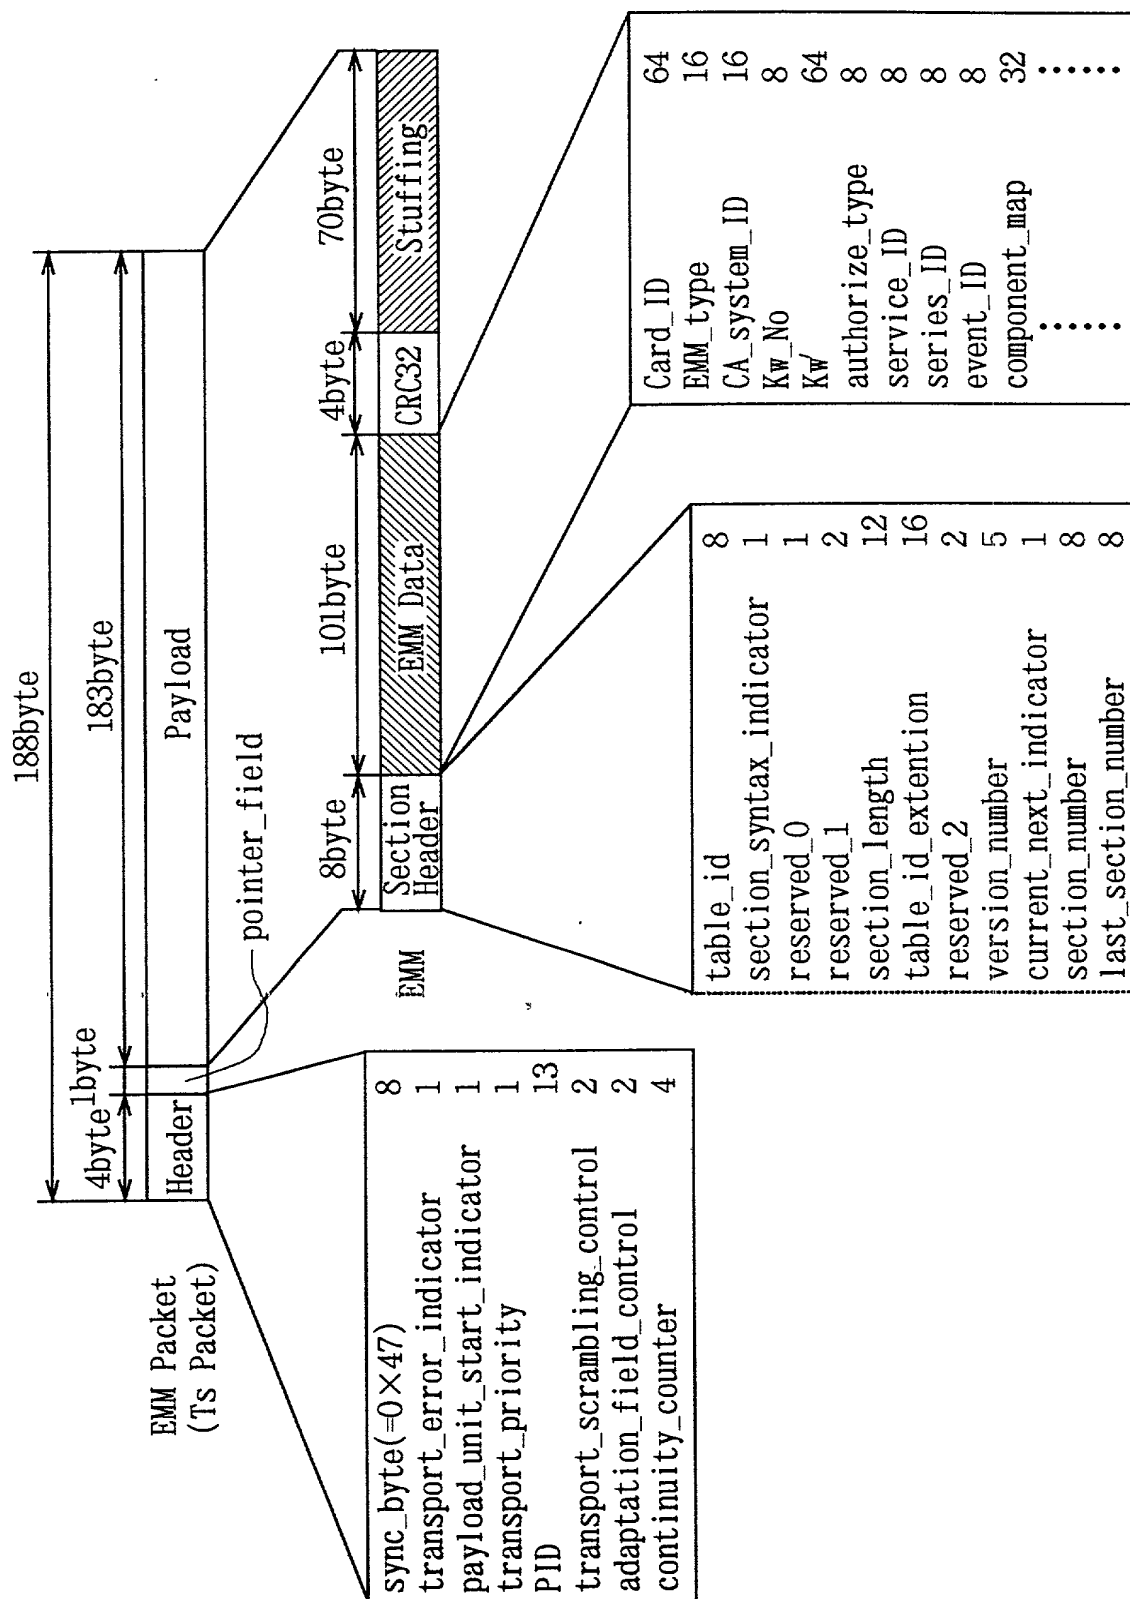 188byte
4byte
1byte
183byte
EMM Packet
(Ts Packet)
Header
Payload
pointer_field
8byte
101byte
4byte
70byte
EMM
Section
Header
EMM Data
CRC32
Stuffing
sync_byte(=0×47) 8
transport_error_indicator 1
payload_unit_start_indicator 1
transport_priority 1
PID 13
transport_scrambling_control 2
adaptation_field_control 2
continuity_counter 4
table_id 8
section_syntax_indicator 1
reserved_0 1
reserved_1 2
section_length 12
table_id_extention 16
reserved_2 2
version_number 5
current_next_indicator 1
section_number 8
last_section_number 8
Card_ID 64
EMM_type 16
CA_system_ID 16
Kw_No 8
Kw 64
authorize_type 8
service_ID 8
series_ID 8
event_ID 8
component_map 32
······ ······